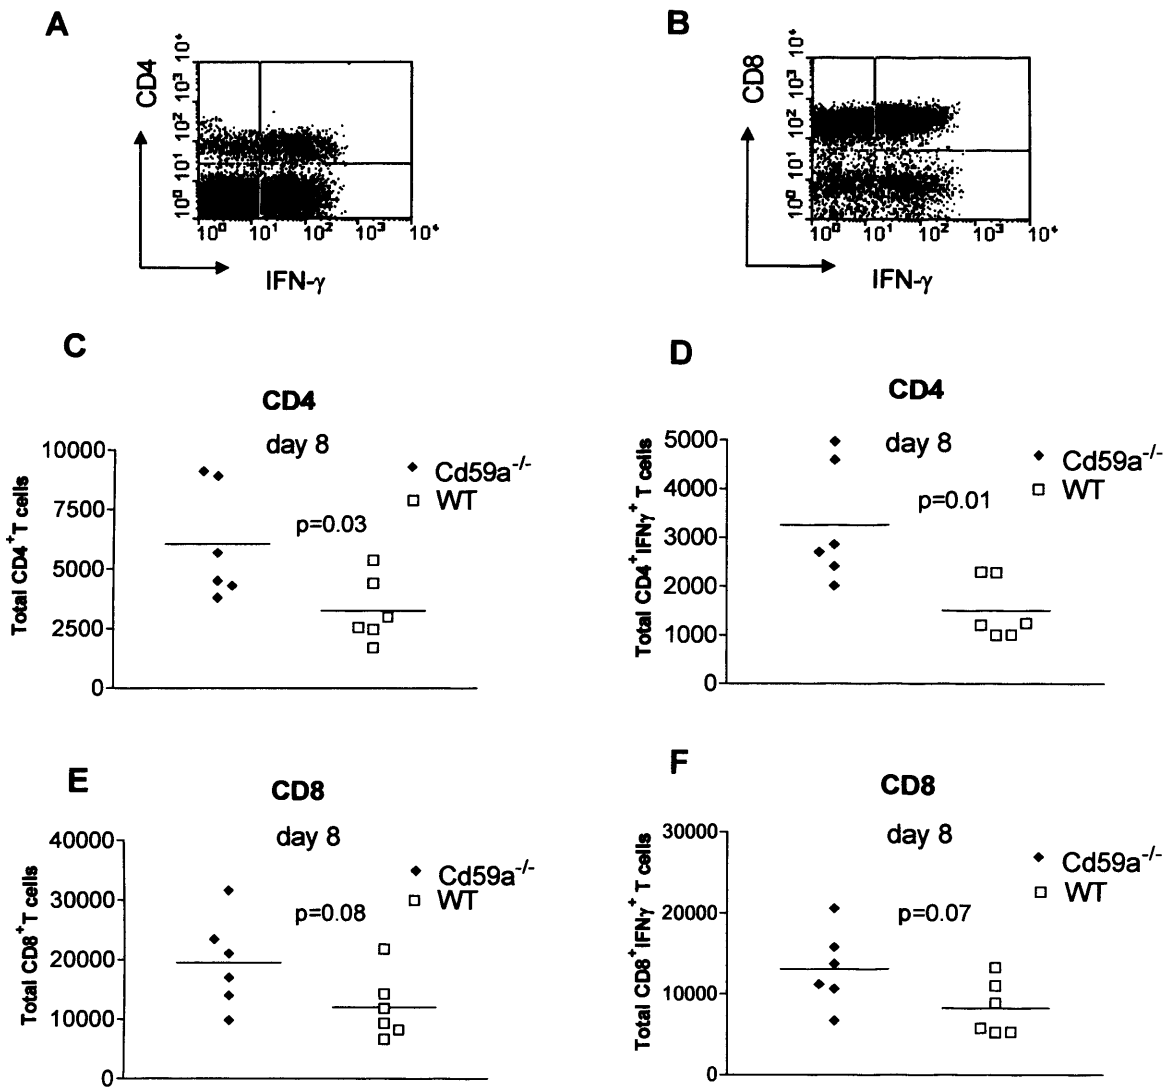 A
CD4
10⁰ 10¹ 10² 10³ 10⁴
10⁰ 10¹ 10² 10³ 10⁴
IFN-γ
B
CD8
10⁰ 10¹ 10² 10³ 10⁴
10⁰ 10¹ 10² 10³ 10⁴
IFN-γ
C
CD4
day 8
Total CD4⁺T cells
10000
7500
5000
2500
0
p=0.03
Cd59a⁻/⁻
WT
D
CD4
day 8
Total CD4⁺IFNγ⁺ T cells
5000
4000
3000
2000
1000
0
p=0.01
Cd59a⁻/⁻
WT
E
CD8
day 8
Total CD8⁺T cells
40000
30000
20000
10000
0
p=0.08
Cd59a⁻/⁻
WT
F
CD8
day 8
Total CD8⁺IFNγ⁺ T cells
30000
20000
10000
0
p=0.07
Cd59a⁻/⁻
WT